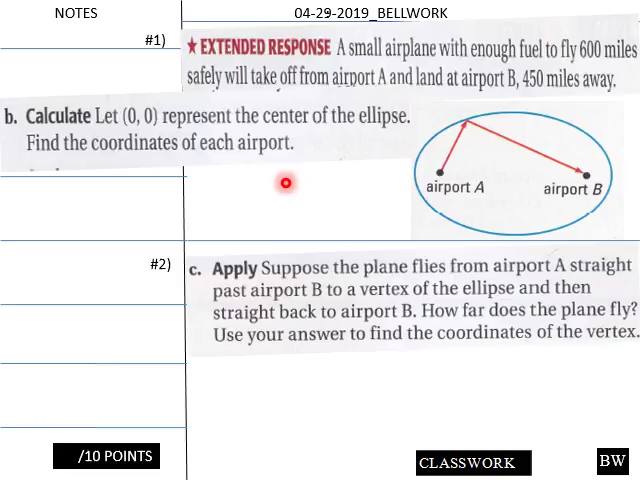 NOTES
04-29-2019_BELLWORK
#1)
★ EXTENDED RESPONSE A small airplane with enough fuel to fly 600 miles
safely will take off from airport A and land at airport B, 450 miles away.
b. Calculate Let (0, 0) represent the center of the ellipse.
Find the coordinates of each airport.
airport A
airport B
#2)
c. Apply Suppose the plane flies from airport A straight
past airport B to a vertex of the ellipse and then
straight back to airport B. How far does the plane fly?
Use your answer to find the coordinates of the vertex.
/10 POINTS
CLASSWORK
BW